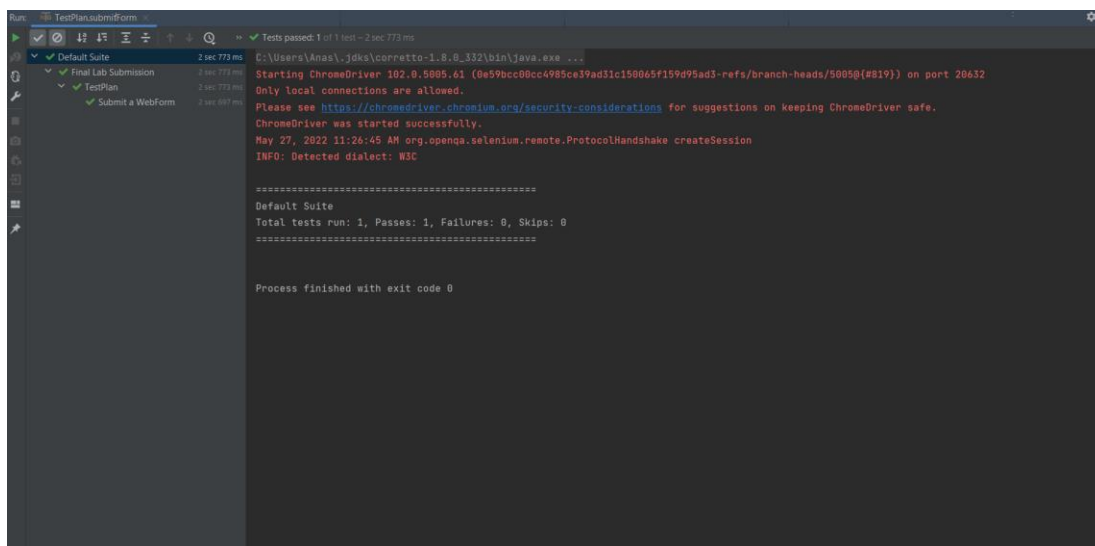 Run: TestPlan.submitForm ×
» Tests passed: 1 of 1 test – 2 sec 773 ms
Default Suite 2 sec 773 ms
Final Lab Submission 2 sec 773 ms
TestPlan 2 sec 773 ms
Submit a WebForm 2 sec 697 ms
C:\Users\Anas\.jdks\corretto-1.8.0_332\bin\java.exe ...
Starting ChromeDriver 102.0.5005.61 (0e59bcc00cc4985ce39ad31c150065f159d95ad3-refs/branch-heads/5005@{#819}) on port 20632
Only local connections are allowed.
Please see https://chromedriver.chromium.org/security-considerations for suggestions on keeping ChromeDriver safe.
ChromeDriver was started successfully.
May 27, 2022 11:26:45 AM org.openqa.selenium.remote.ProtocolHandshake createSession
INFO: Detected dialect: W3C
===============================================
Default Suite
Total tests run: 1, Passes: 1, Failures: 0, Skips: 0
===============================================
Process finished with exit code 0